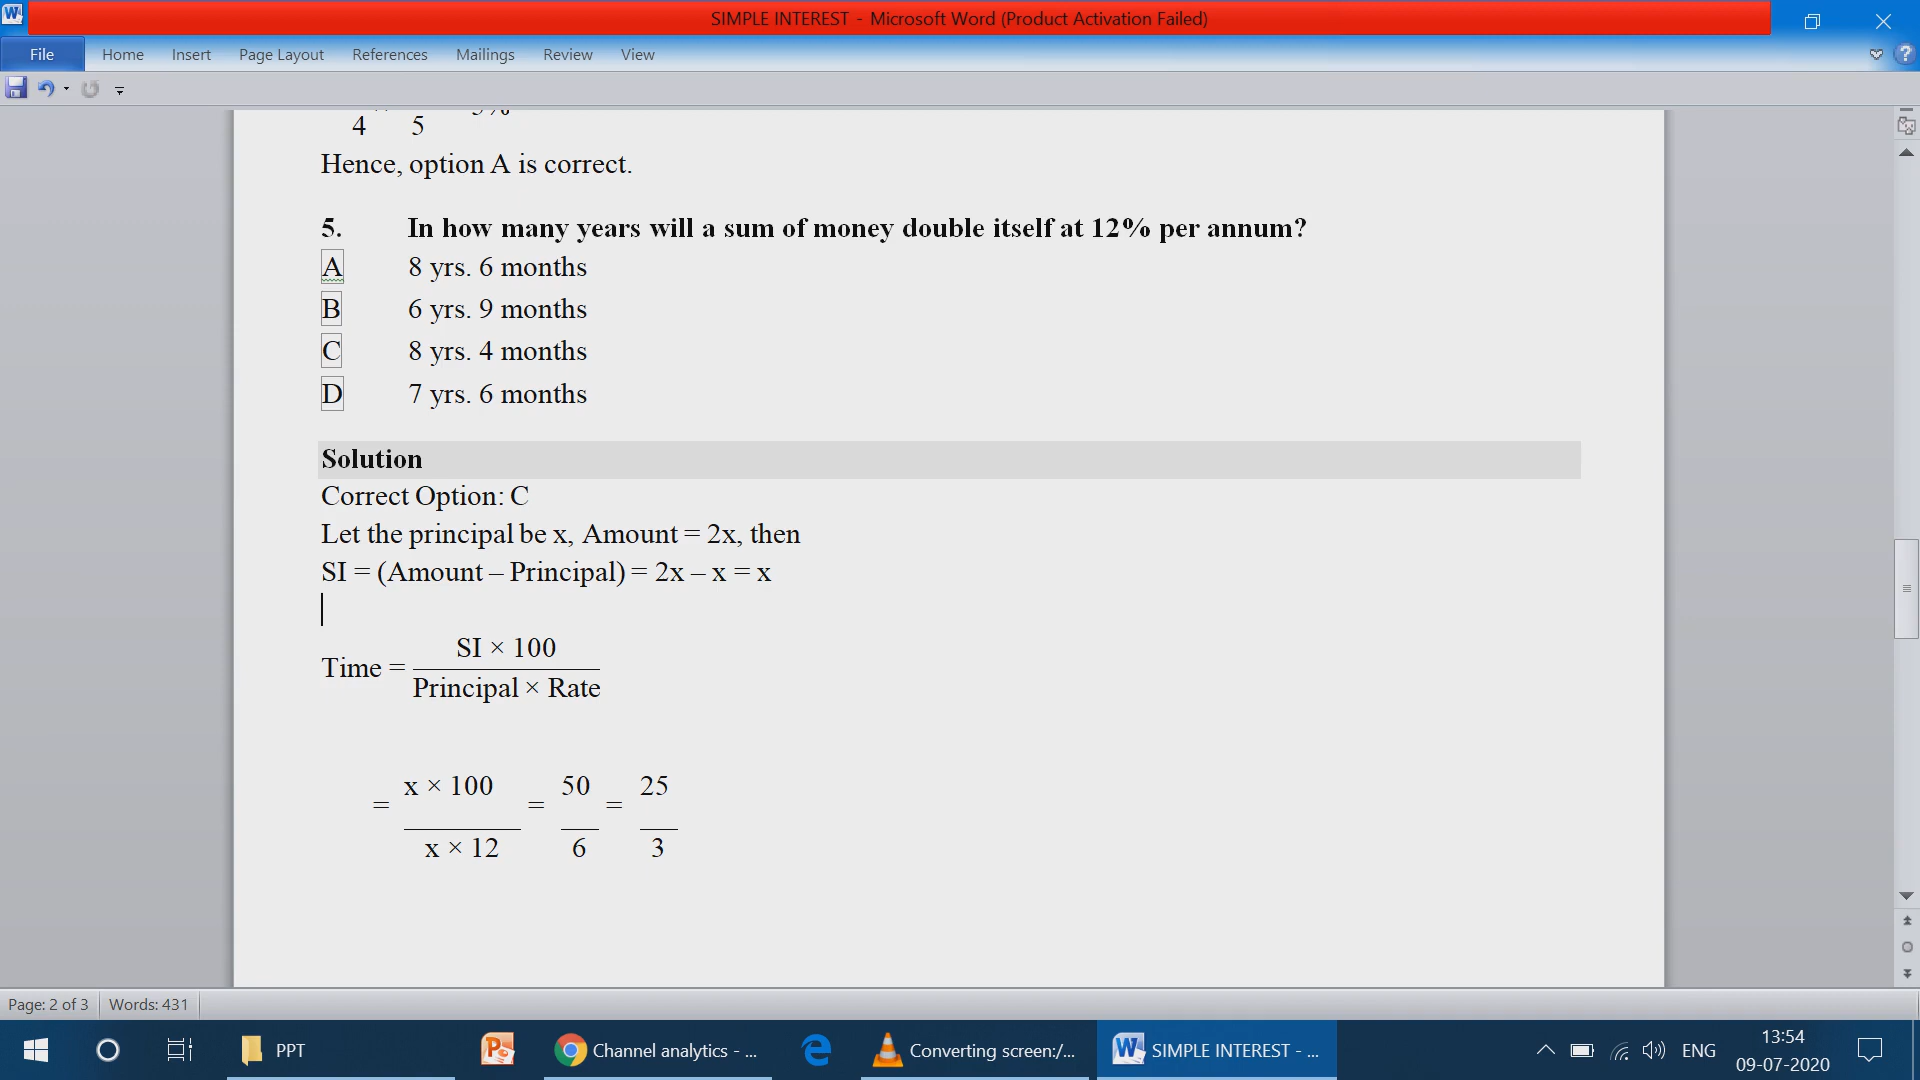 SIMPLE INTEREST - Microsoft Word (Product Activation Failed)
File Home Insert Page Layout References Mailings Review View
4 5
Hence, option A is correct.
5. In how many years will a sum of money double itself at 12% per annum?
A 8 yrs. 6 months
B 6 yrs. 9 months
C 8 yrs. 4 months
D 7 yrs. 6 months
Solution
Correct Option: C
Let the principal be x, Amount = 2x, then
SI = (Amount – Principal) = 2x – x = x
SI × 100
Time =
Principal × Rate
x × 100 50 25
= = =
x × 12 6 3
Page: 2 of 3 Words: 431
PPT Channel analytics - ... Converting screen:/... SIMPLE INTEREST - ... ENG 13:54
09-07-2020